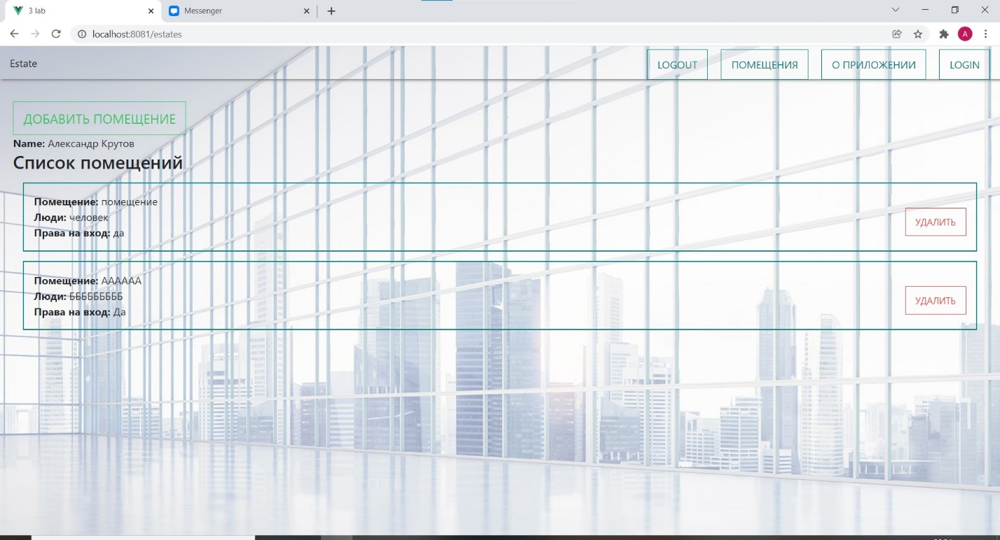 3 lab
Messenger
localhost:8081/estates
A
Estate
LOGOUT
ПОМЕЩЕНИЯ
О ПРИЛОЖЕНИИ
LOGIN
ДОБАВИТЬ ПОМЕЩЕНИЕ
Name: Александр Крутов
Список помещений
Помещение: помещение
Люди: человек
Права на вход: да
УДАЛИТЬ
Помещение: АААААА
Люди: БББББББББ
Права на вход: Да
УДАЛИТЬ